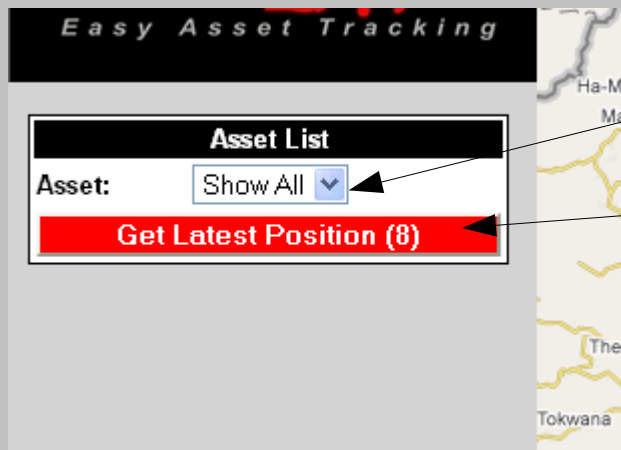 Easy Asset Tracking
Asset List
Asset: Show All
Get Latest Position (8)
Ha-M
Ma
The
Tokwana